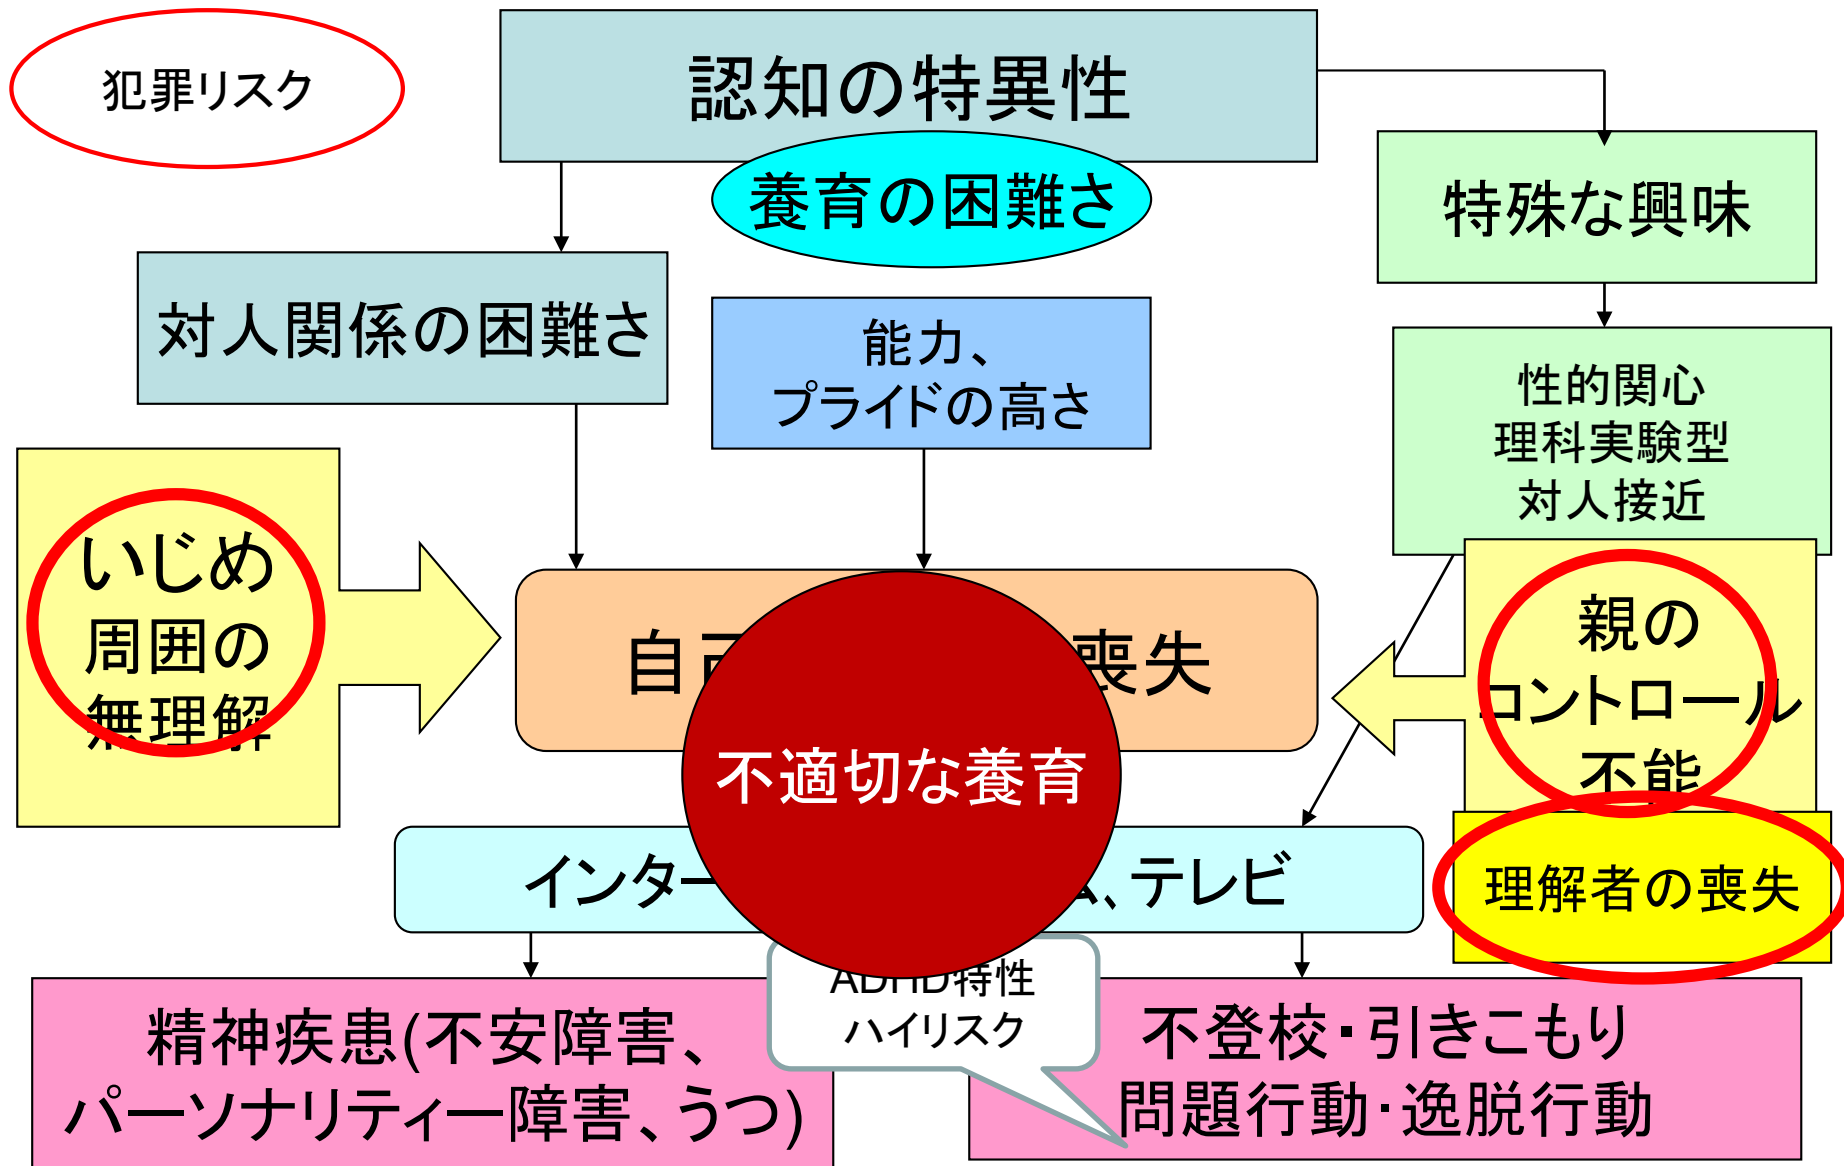 犯罪リスク
認知の特異性
養育の困難さ
特殊な興味
対人関係の困難さ
能力、
プライドの高さ
性的関心
理科実験型
対人接近
いじめ
周囲の
無理解
自
喪失
親の
コントロール
不能
不適切な養育
インター
、テレビ
理解者の喪失
ADHD特性
ハイリスク
精神疾患(不安障害、
パーソナリティー障害、うつ)
不登校・引きこもり
問題行動・逸脱行動